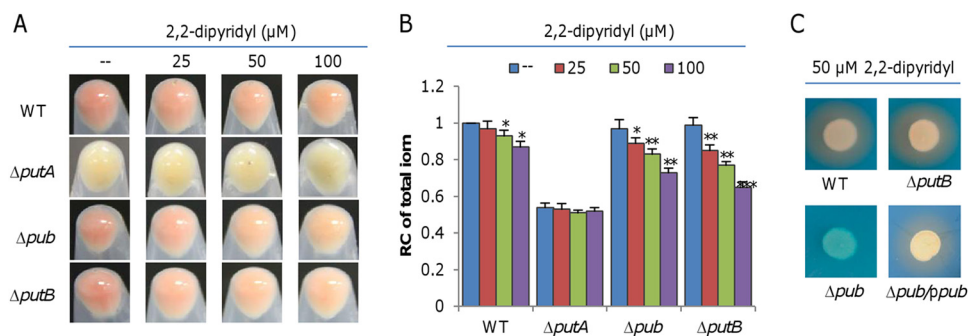 A
2,2-dipyridyl (µM)
-- 25 50 100
WT
ΔputA
Δpub
ΔputB
B
2,2-dipyridyl (µM)
-- 25 50 100
RC of total iom
1.2
1
0.8
0.6
0.4
0.2
0
* * * ** ** ** ** ***
WT ΔputA Δpub ΔputB
C
50 µM 2,2-dipyridyl
WT ΔputB
Δpub Δpub/ppub